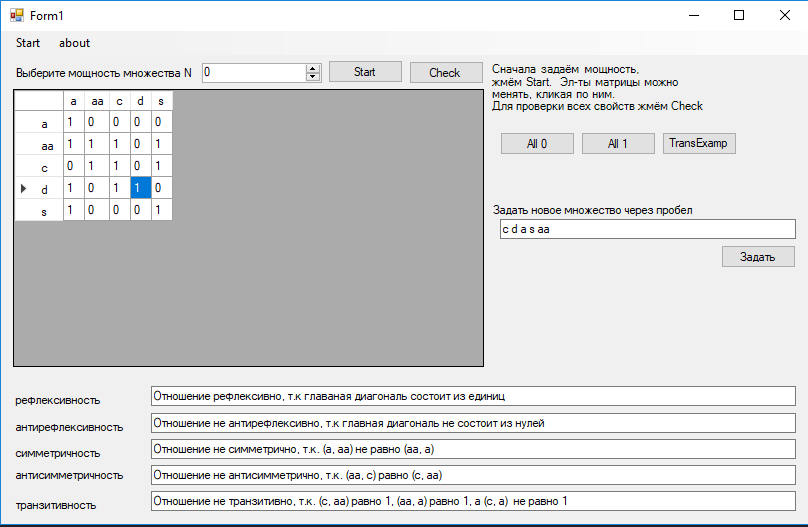 Form1
Start about
Выберите мощность множества N 0 Start Check
Сначала задаём мощность,
жмём Start. Эл-ты матрицы можно
менять, кликая по ним.
Для проверки всех свойств жмём Check
a aa c d s
a 1 0 0 0 0
aa 1 1 1 0 1
c 0 1 1 0 1
d 1 0 1 1 0
s 1 0 0 0 1
All 0 All 1 TransExamp
Задать новое множество через пробел
c d a s aa
Задать
рефлексивность Отношение рефлексивно, т.к главаная диагональ состоит из единиц
антирефлексивность Отношение не антирефлексивно, т.к главная диагональ не состоит из нулей
симметричность Отношение не симметрично, т.к. (a, aa) не равно (aa, a)
антисимметричность Отношение не антисимметрично, т.к. (aa, c) равно (c, aa)
транзитивность Отношение не транзитивно, т.к. (c, aa) равно 1, (aa, a) равно 1, а (c, a) не равно 1